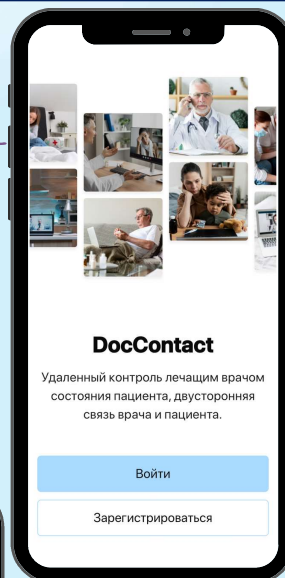 DocContact
Удаленный контроль лечащим врачом
состояния пациента, двусторонняя
связь врача и пациента.
Войти
Зарегистрироваться